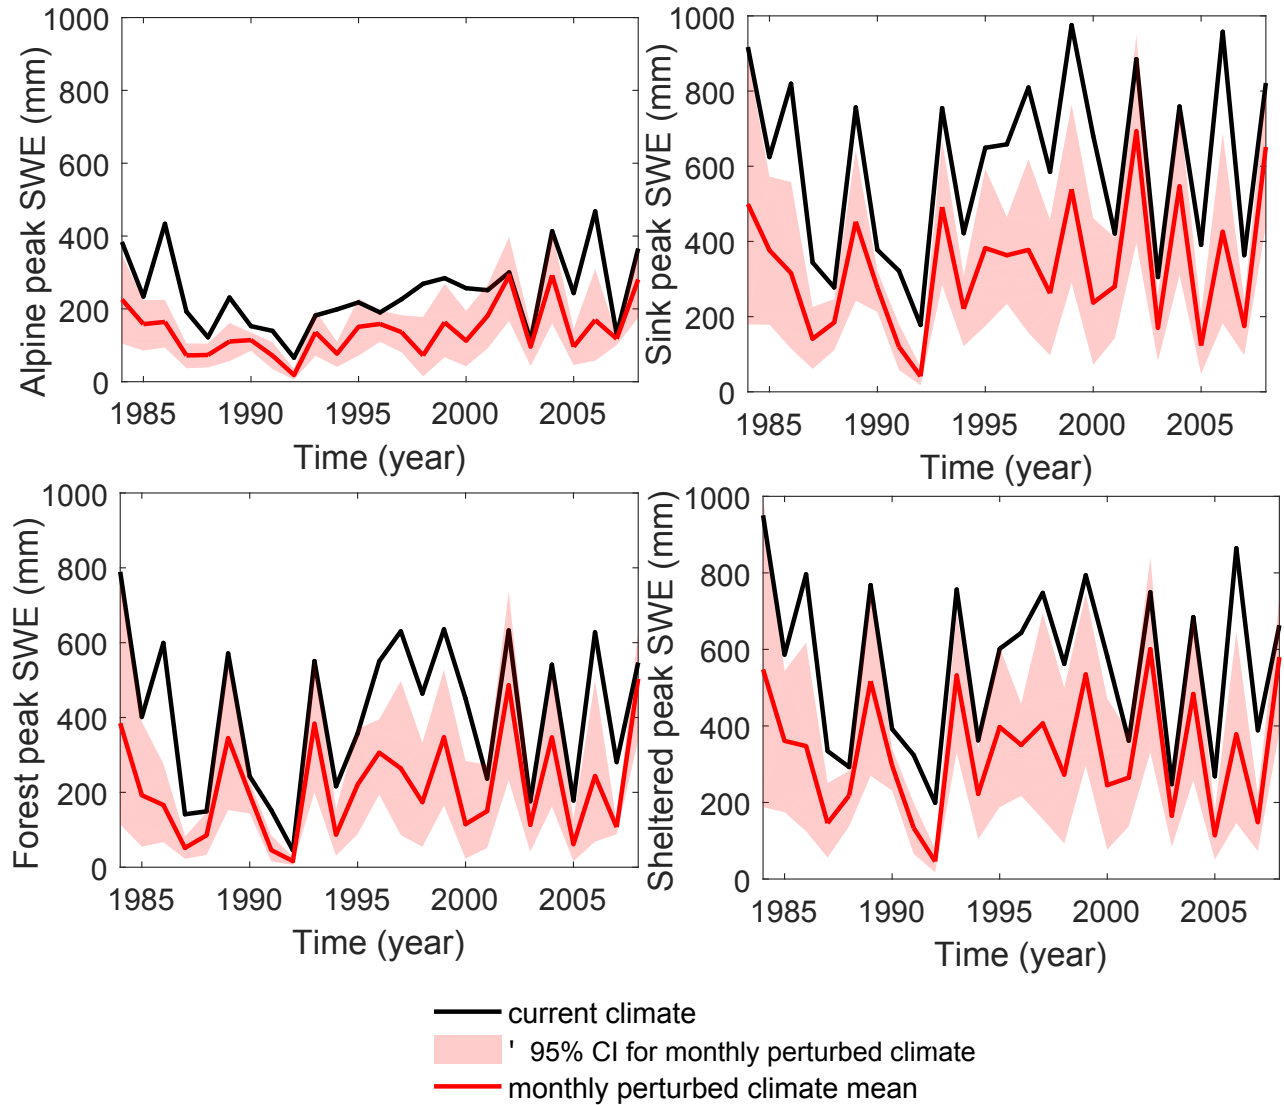 1000
800
600
400
200
0
Alpine peak SWE (mm)
1985 1990 1995 2000 2005
Time (year)
1000
800
600
400
200
0
Sink peak SWE (mm)
1985 1990 1995 2000 2005
Time (year)
1000
800
600
400
200
0
Forest peak SWE (mm)
1985 1990 1995 2000 2005
Time (year)
1000
800
600
400
200
0
Sheltered peak SWE (mm)
1985 1990 1995 2000 2005
Time (year)
current climate
' 95% CI for monthly perturbed climate
monthly perturbed climate mean